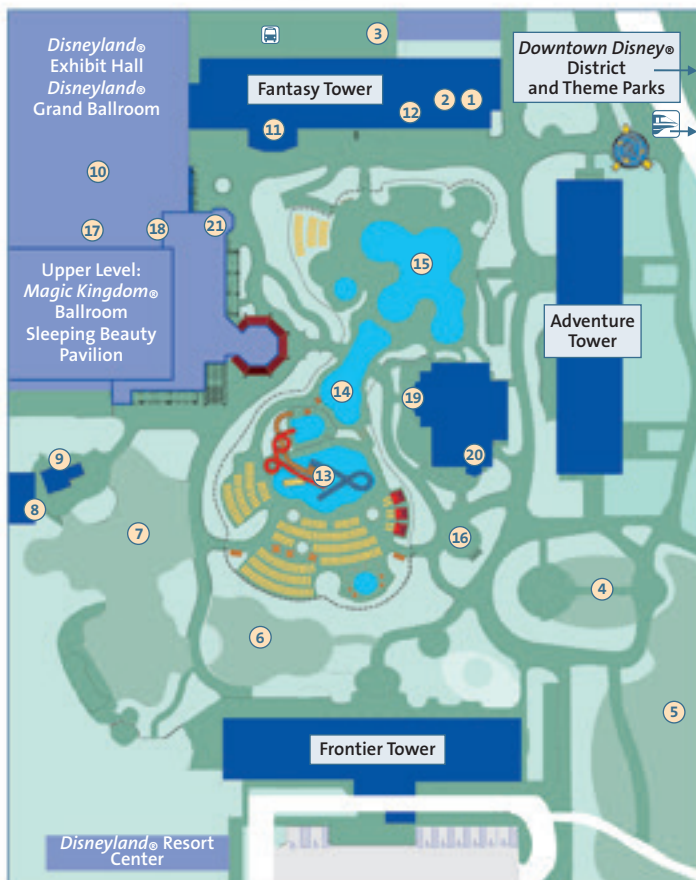 Disneyland®
Exhibit Hall
Disneyland®
Grand Ballroom
3
Fantasy Tower
Downtown Disney®
District
and Theme Parks
2
1
12
11
10
17
18
21
15
Upper Level:
Magic Kingdom®
Ballroom
Sleeping Beauty
Pavilion
Adventure
Tower
14
19
20
13
9
8
7
16
4
6
5
Frontier Tower
Disneyland® Resort
Center